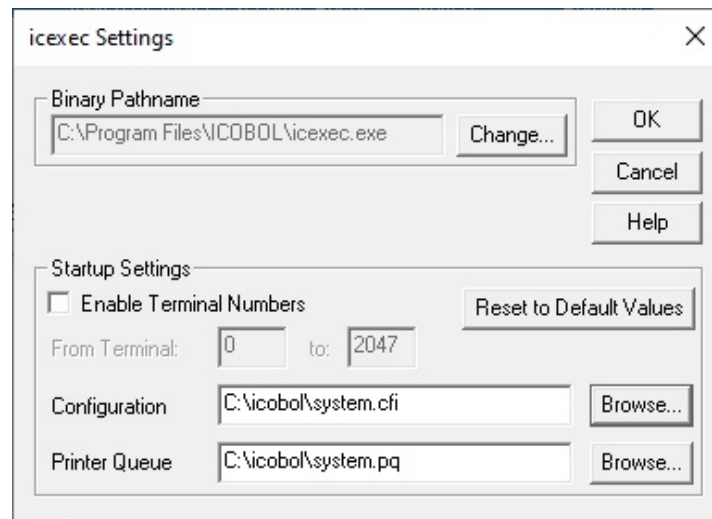 icexec Settings
Binary Pathname
C:\Program Files\ICOBOL\icexec.exe
Change...
OK
Cancel
Help
Startup Settings
Enable Terminal Numbers
Reset to Default Values
From Terminal: 0 to: 2047
Configuration C:\icobol\system.cfi Browse...
Printer Queue C:\icobol\system.pq Browse...